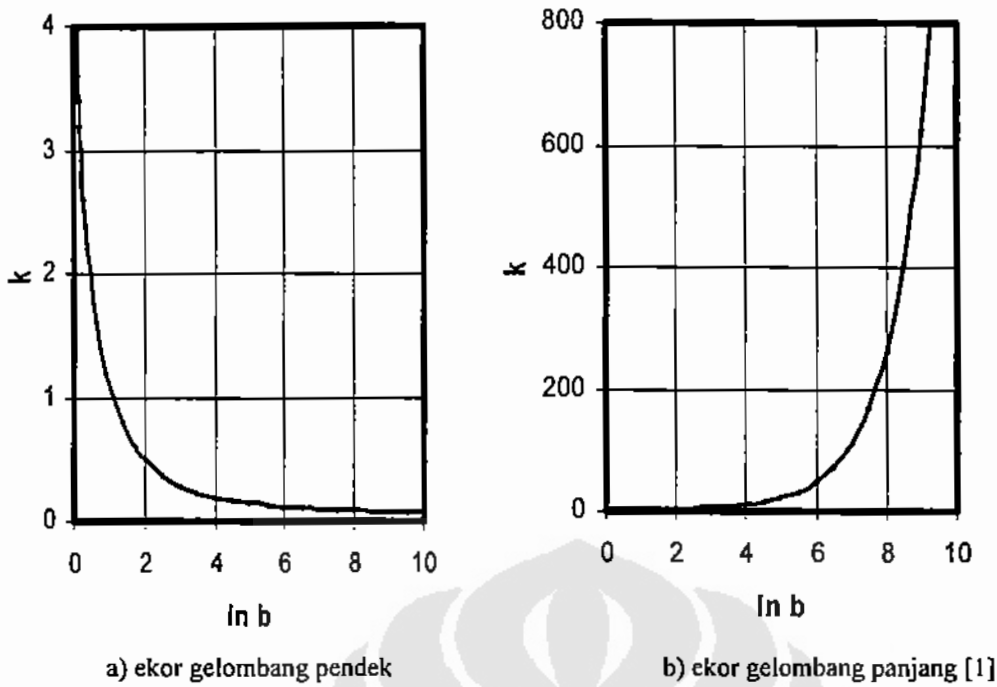 4
3
2
1
0
k
0 2 4 6 8 10
ln b
a) ekor gelombang pendek
800
600
400
200
0
k
0 2 4 6 8 10
ln b
b) ekor gelombang panjang [1]